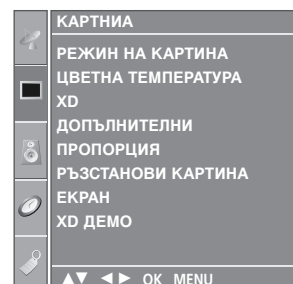 КАРТНИА
РЕЖИН НА КАРТИНА
ЦВЕТНА ТЕМПЕРАТУРА
XD
ДОПЪЛНИТЕЛНИ
ПРОПОРЦИЯ
РЪЗСТАНОВИ КАРТИНА
ЕКРАН
XD ДЕМО
▲▼ ◄► OK MENU